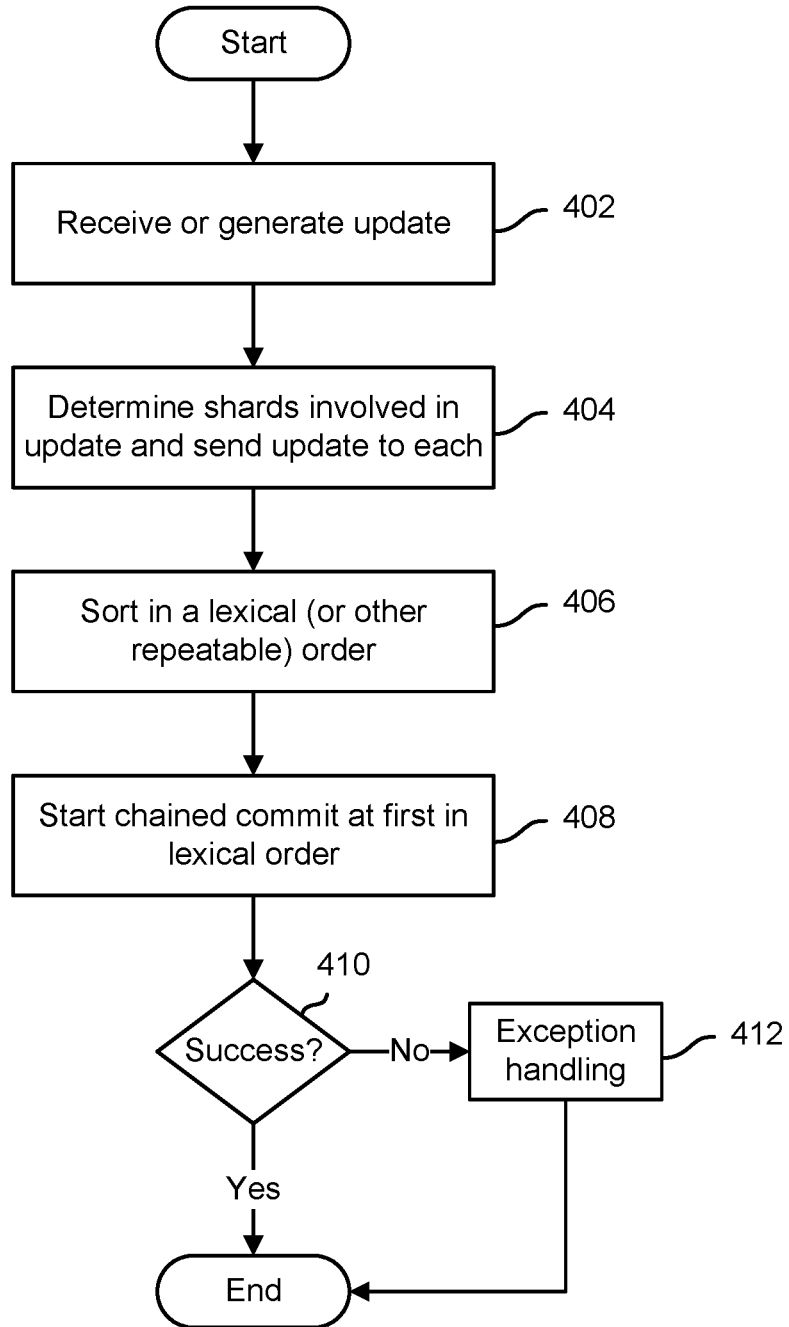 Start
Receive or generate update
402
Determine shards involved in
update and send update to each
404
Sort in a lexical (or other
repeatable) order
406
Start chained commit at first in
lexical order
408
410
Success?
No
Exception
handling
412
Yes
End